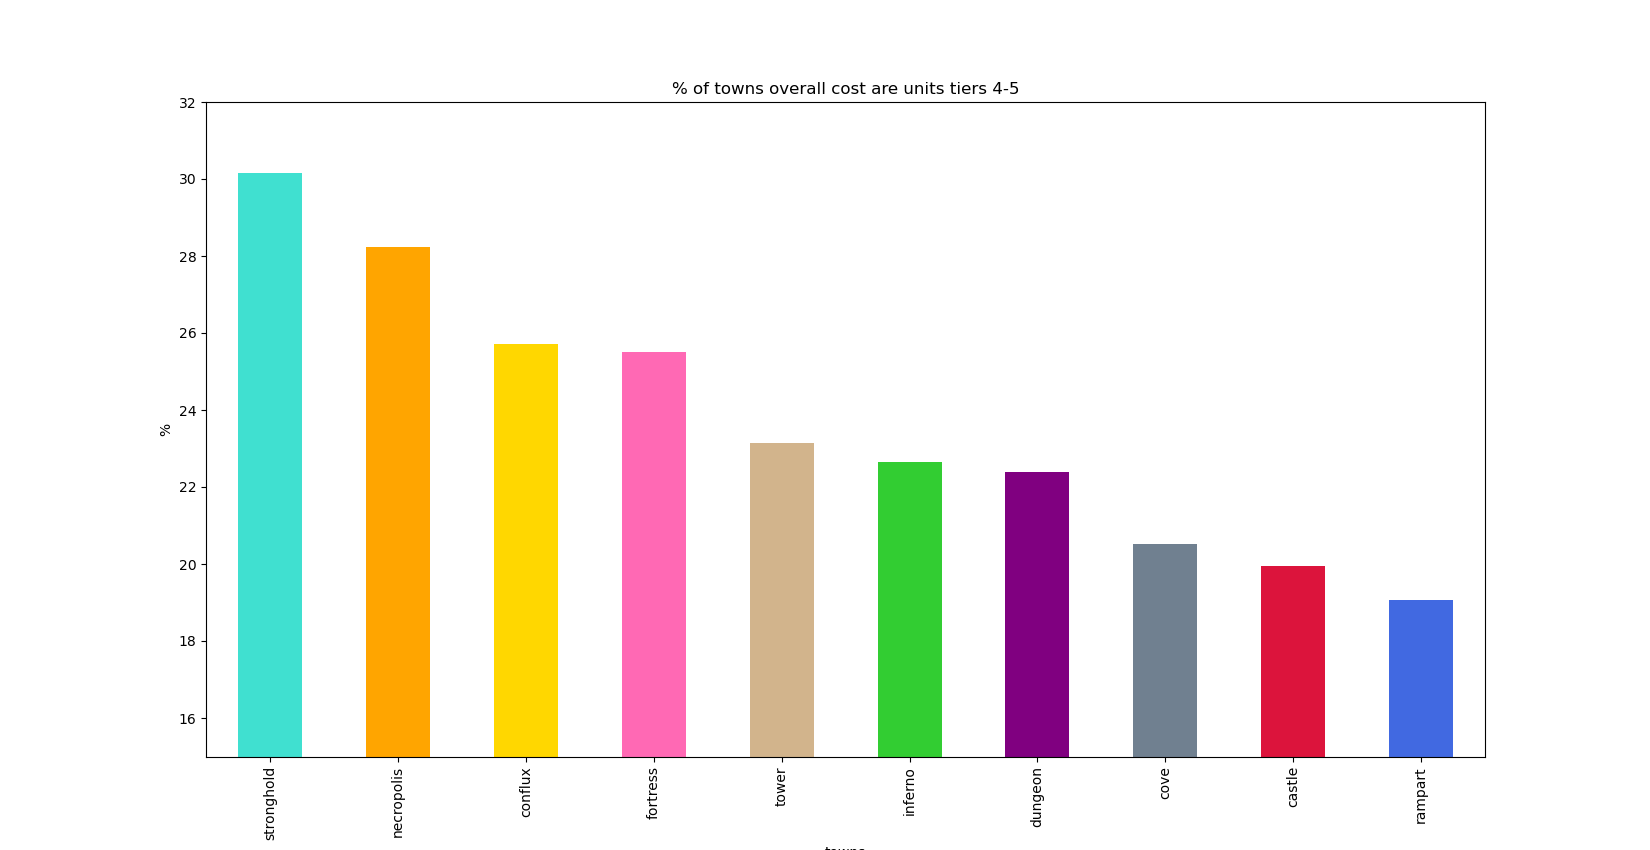 % of towns overall cost are units tiers 4-5
32
30
28
26
24
22
20
18
16
%
stronghold
necropolis
conflux
fortress
tower
inferno
dungeon
cove
castle
rampart
towns